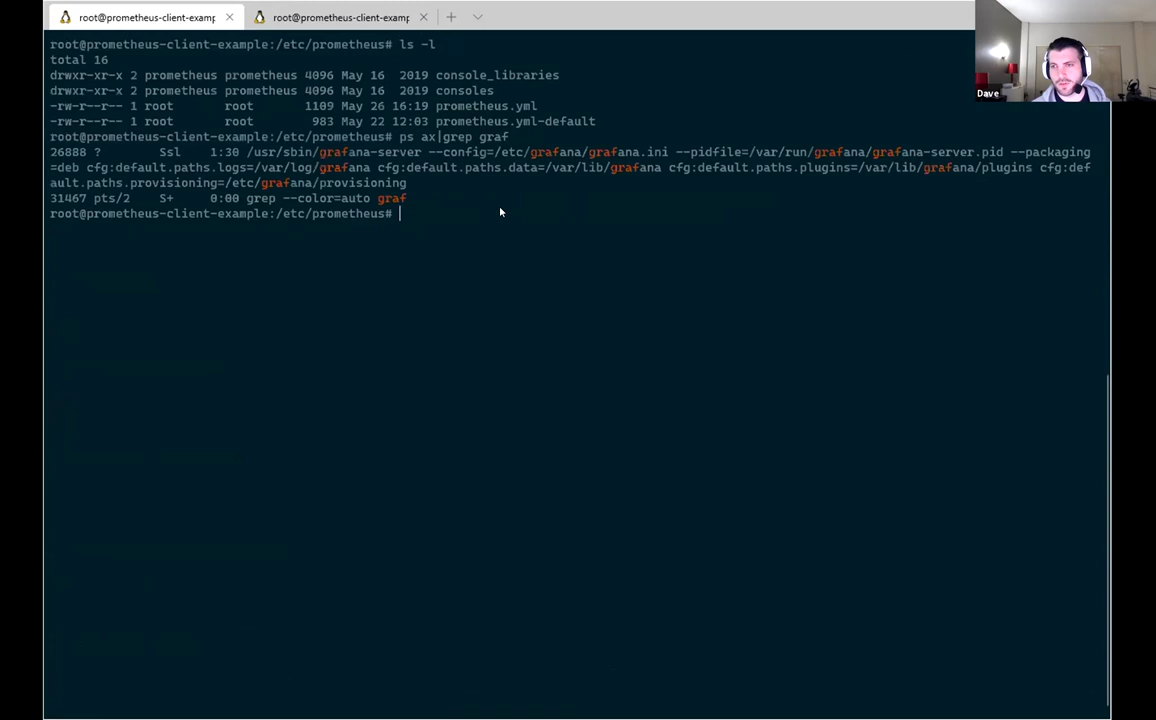 root@prometheus-client-examp
root@prometheus-client-examp
root@prometheus-client-example:/etc/prometheus# ls -l
total 16
drwxr-xr-x 2 prometheus prometheus 4096 May 16  2019 console_libraries
drwxr-xr-x 2 prometheus prometheus 4096 May 16  2019 consoles
-rw-r--r-- 1 root       root       1109 May 26 16:19 prometheus.yml
-rw-r--r-- 1 root       root        983 May 22 12:03 prometheus.yml-default
root@prometheus-client-example:/etc/prometheus# ps ax|grep graf
26888 ?        Ssl    1:30 /usr/sbin/grafana-server --config=/etc/grafana/grafana.ini --pidfile=/var/run/grafana/grafana-server.pid --packaging
=deb cfg:default.paths.logs=/var/log/grafana cfg:default.paths.data=/var/lib/grafana cfg:default.paths.plugins=/var/lib/grafana/plugins cfg:def
ault.paths.provisioning=/etc/grafana/provisioning
31467 pts/2    S+     0:00 grep --color=auto graf
root@prometheus-client-example:/etc/prometheus#
Dave